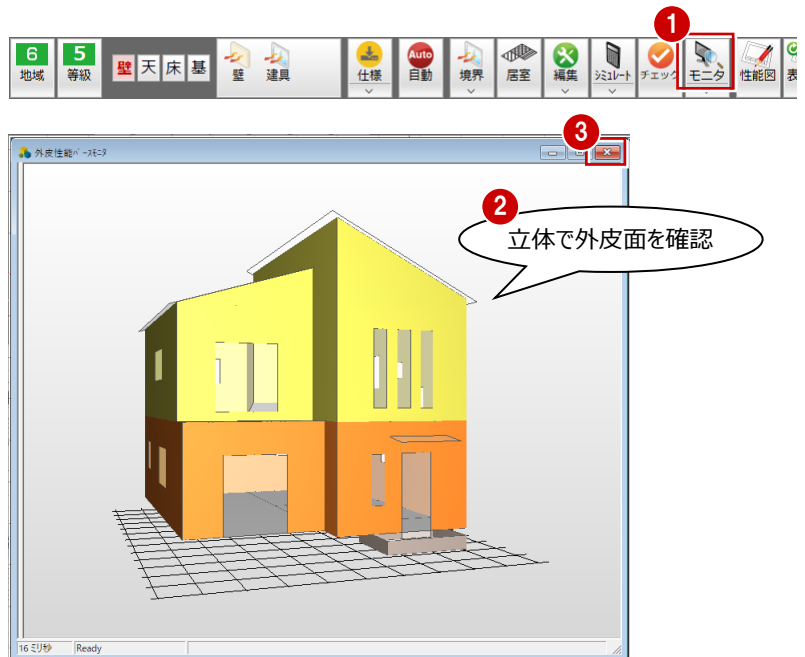 1
6 地域
5 等級
壁 天 床 基
壁
建具
仕様
Auto 自動
境界
居室
編集
ｼﾐｭﾚｰﾄ
チェック
モニタ
性能図
表
3
外皮性能ﾊﾟｰｽﾓﾆﾀ
2
立体で外皮面を確認
16 ミリ秒 Ready